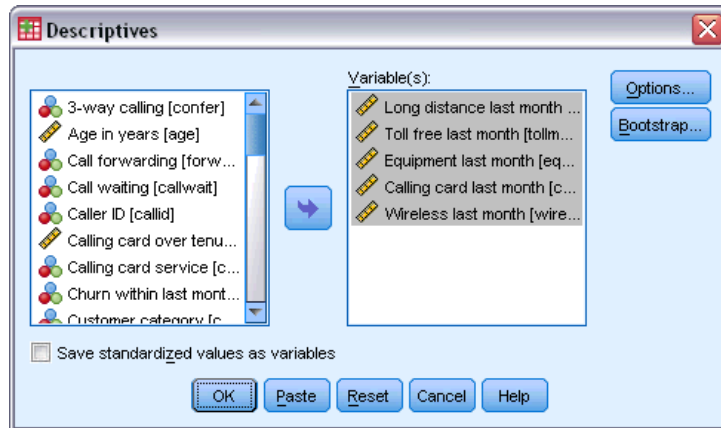 Descriptives
Variable(s):
3-way calling [confer]
Age in years [age]
Call forwarding [forw...
Call waiting [callwait]
Caller ID [callid]
Calling card over tenu...
Calling card service [c...
Churn within last mont...
Customer category [c...
Long distance last month ...
Toll free last month [tollm...
Equipment last month [eq...
Calling card last month [c...
Wireless last month [wire...
Options...
Bootstrap...
Save standardized values as variables
OK Paste Reset Cancel Help